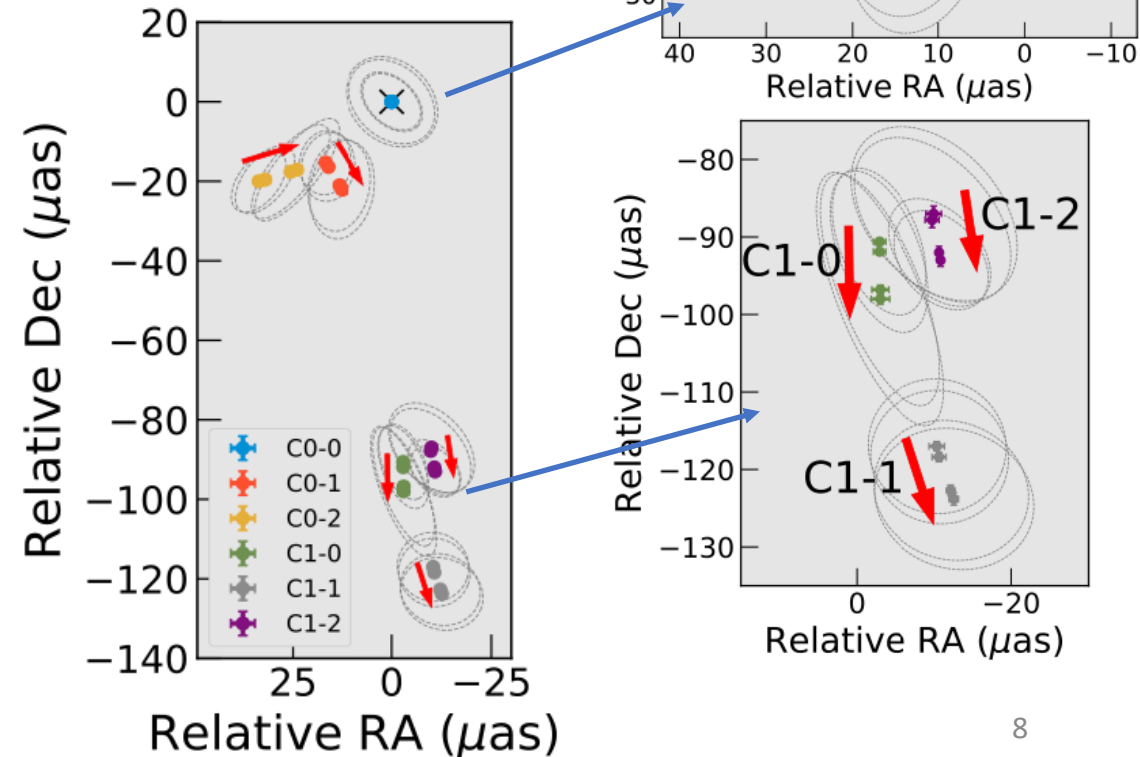 20
0
−20
−40
−60
−80
−100
−120
−140
25
0
−25
Relative Dec (μas)
Relative RA (μas)
C0-0
C0-1
C0-2
C1-0
C1-1
C1-2
40
30
20
10
0
−10
Relative RA (μas)
−80
−90
−100
−110
−120
−130
Relative Dec (μas)
C1-0
C1-2
C1-1
0
−20
Relative RA (μas)
8